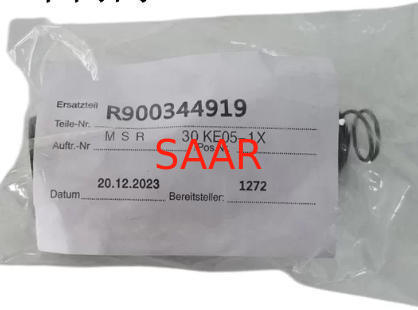 Ersatzteil
Teile-Nr. R900344919
M S R 30 KE05-1X
Auftr.-Nr Pos.Nr.
SAAR
20.12.2023 1272
Datum Bereitsteller: